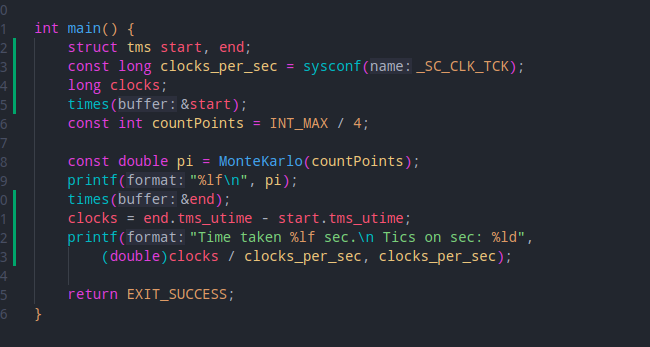 0
1 int main() {
2 struct tms start, end;
3 const long clocks_per_sec = sysconf(name: _SC_CLK_TCK);
4 long clocks;
5 times(buffer: &start);
6 const int countPoints = INT_MAX / 4;
7
8 const double pi = MonteKarlo(countPoints);
9 printf(format: "%lf\n", pi);
0 times(buffer: &end);
1 clocks = end.tms_utime - start.tms_utime;
2 printf(format: "Time taken %lf sec.\n Tics on sec: %ld",
3 (double)clocks / clocks_per_sec, clocks_per_sec);
4
5 return EXIT_SUCCESS;
6 }